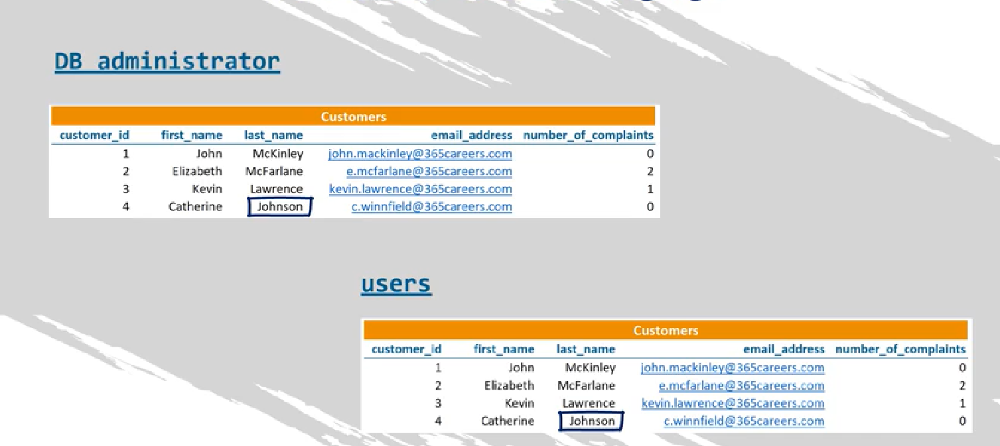 DB administrator
Customers
customer_id first_name last_name email_address number_of_complaints
1 John McKinley john.mackinley@365careers.com 0
2 Elizabeth McFarlane e.mcfarlane@365careers.com 2
3 Kevin Lawrence kevin.lawrence@365careers.com 1
4 Catherine Johnson c.winnfield@365careers.com 0
users
Customers
customer_id first_name last_name email_address number_of_complaints
1 John McKinley john.mackinley@365careers.com 0
2 Elizabeth McFarlane e.mcfarlane@365careers.com 2
3 Kevin Lawrence kevin.lawrence@365careers.com 1
4 Catherine Johnson c.winnfield@365careers.com 0